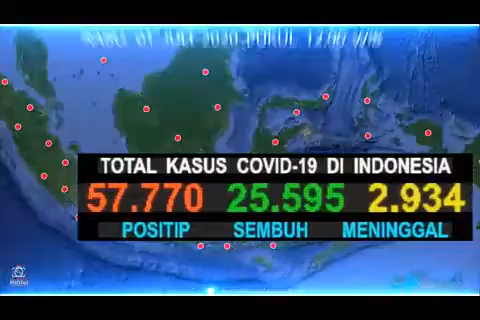 TOTAL KASUS COVID-19 DI INDONESIA
57.770 25.595 2.934
POSITIP SEMBUH MENINGGAL